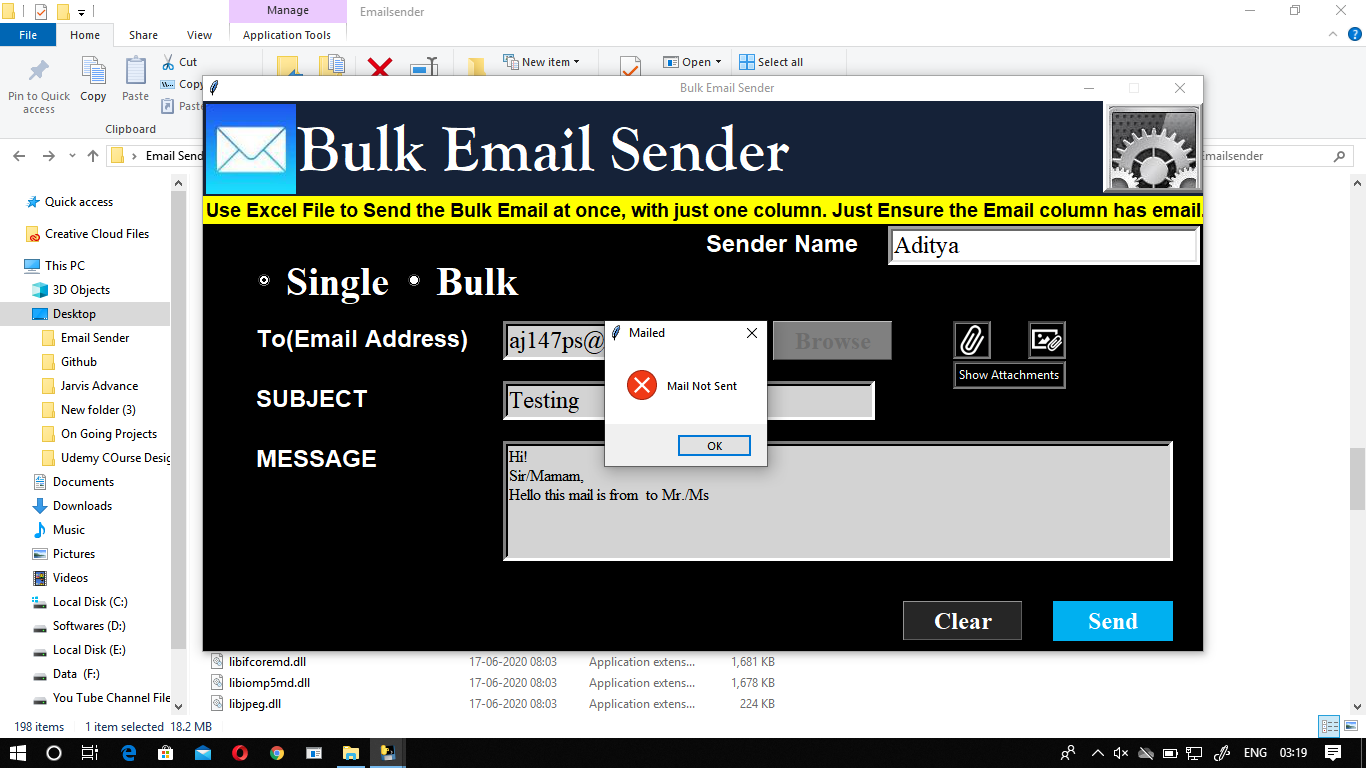 Manage
Emailsender
File
Home
Share
View
Application Tools
Pin to Quick
access
Copy
Paste
Cut
Copy
Paste
New item
Open
Select all
Clipboard
Email Send
Emailsender
Bulk Email Sender
Bulk Email Sender
Use Excel File to Send the Bulk Email at once, with just one column. Just Ensure the Email column has email.
Sender Name
Aditya
Single
Bulk
To(Email Address)
aj147ps@
Browse
Show Attachments
SUBJECT
Testing
MESSAGE
Hi!
Sir/Mamam,
Hello this mail is from  to Mr./Ms
Mailed
Mail Not Sent
OK
Clear
Send
Quick access
Creative Cloud Files
This PC
3D Objects
Desktop
Email Sender
Github
Jarvis Advance
New folder (3)
On Going Projects
Udemy COurse Desig
Documents
Downloads
Music
Pictures
Videos
Local Disk (C:)
Softwares (D:)
Local Disk (E:)
Data (F:)
You Tube Channel File
libifcoremd.dll 17-06-2020 08:03 Application extens... 1,681 KB
libiomp5md.dll 17-06-2020 08:03 Application extens... 1,678 KB
libjpeg.dll 17-06-2020 08:03 Application extens... 224 KB
198 items
1 item selected 18.2 MB
ENG
03:19